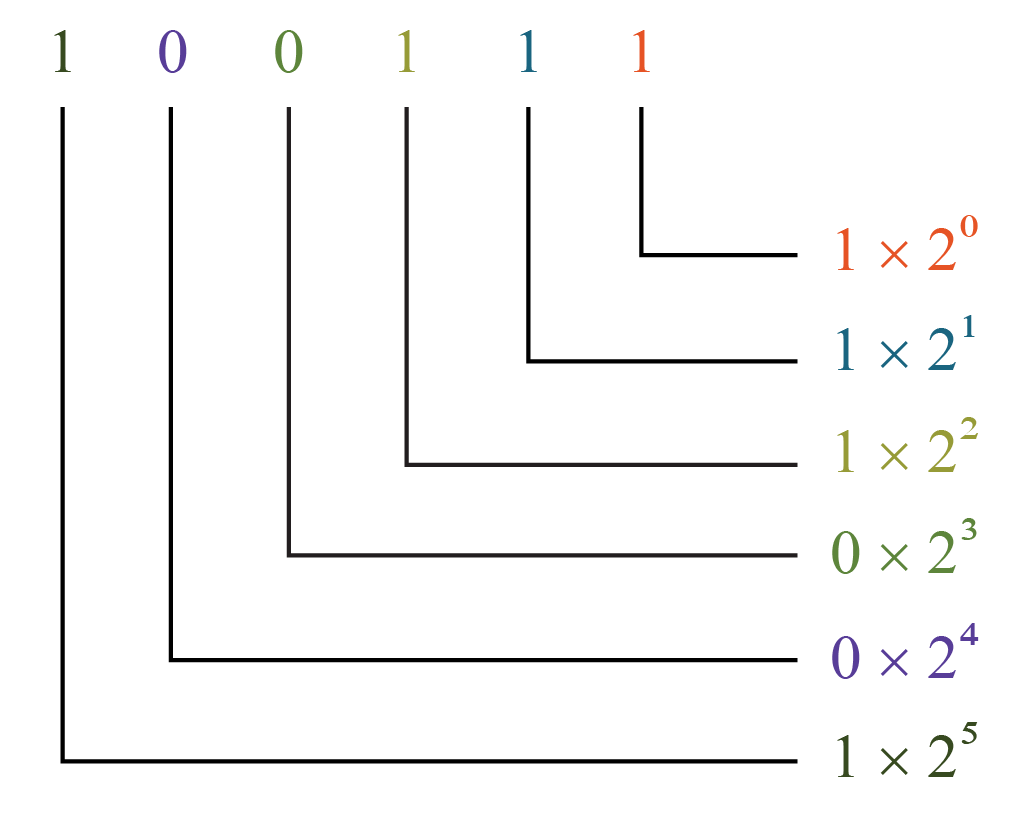 1 0 0 1 1 1
1 × 2⁰
1 × 2¹
1 × 2²
0 × 2³
0 × 2⁴
1 × 2⁵